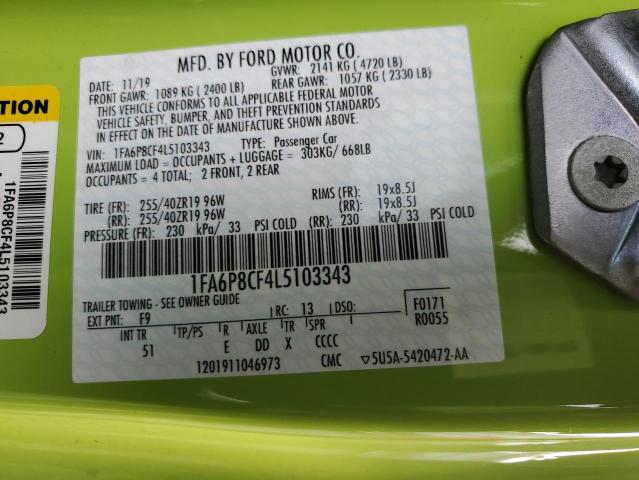 MFD. BY FORD MOTOR CO.
DATE: 11/19 GVWR: 2141 KG ( 4720 LB)
FRONT GAWR: 1089 KG ( 2400 LB) REAR GAWR: 1057 KG ( 2330 LB)
THIS VEHICLE CONFORMS TO ALL APPLICABLE FEDERAL MOTOR
VEHICLE SAFETY, BUMPER, AND THEFT PREVENTION STANDARDS
IN EFFECT ON THE DATE OF MANUFACTURE SHOWN ABOVE.
VIN: 1FA6P8CF4L5103343 TYPE: Passenger Car
MAXIMUM LOAD = OCCUPANTS + LUGGAGE = 303KG/ 668LB
OCCUPANTS = 4 TOTAL; 2 FRONT, 2 REAR
TIRE (FR): 255/40ZR19 96W RIMS (FR): 19x8.5J
(RR): 255/40ZR19 96W (RR): 19x8.5J
PRESSURE (FR): 230 kPa/ 33 PSI COLD (RR): 230 kPa/ 33 PSI COLD
1FA6P8CF4L5103343
TRAILER TOWING - SEE OWNER GUIDE
EXT PNT: F9 RC: 13 DSO: F0171
R0055
INT TR TP/PS R AXLE TR SPR
51 E DD X CCCC
1201911046973 CMC ▽5U5A-5420472-AA
TION
2
1FA6P8CF4L5103343